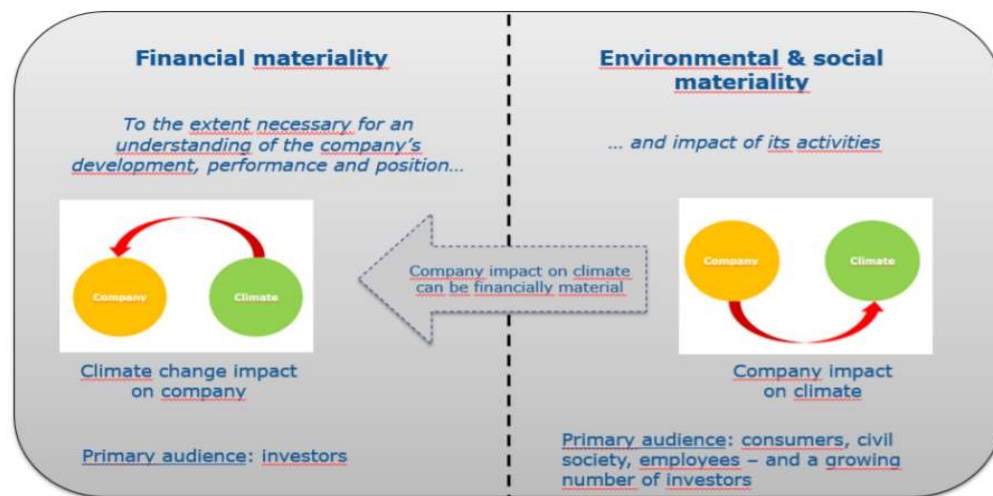 Financial materiality
To the extent necessary for an
understanding of the company's
development, performance and position…
Company
Climate
Climate change impact
on company
Primary audience: investors
Company impact on climate
can be financially material
Environmental & social
materiality
… and impact of its activities
Company
Climate
Company impact
on climate
Primary audience: consumers, civil
society, employees – and a growing
number of investors